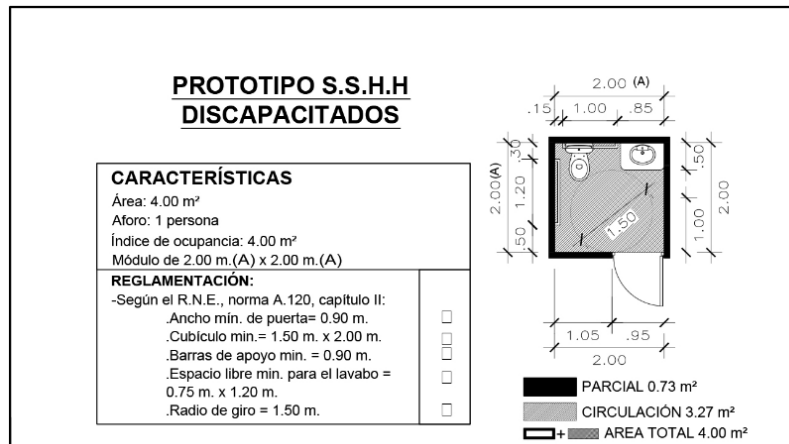 PROTOTIPO S.S.H.H
DISCAPACITADOS
CARACTERÍSTICAS
Área: 4.00 m²
Aforo: 1 persona
Índice de ocupancia: 4.00 m²
Módulo de 2.00 m.(A) x 2.00 m.(A)
REGLAMENTACIÓN:
-Según el R.N.E., norma A.120, capítulo II:
.Ancho mín. de puerta= 0.90 m.
.Cubículo min.= 1.50 m. x 2.00 m.
.Barras de apoyo min. = 0.90 m.
.Espacio libre min. para el lavabo =
0.75 m. x 1.20 m.
.Radio de giro = 1.50 m.
2.00 (A)
.15 1.00 .85
2.00(A)
.30
1.20
.50
1.50
.50
1.00
2.00
1.05 .95
2.00
PARCIAL 0.73 m²
CIRCULACIÓN 3.27 m²
+ AREA TOTAL 4.00 m²